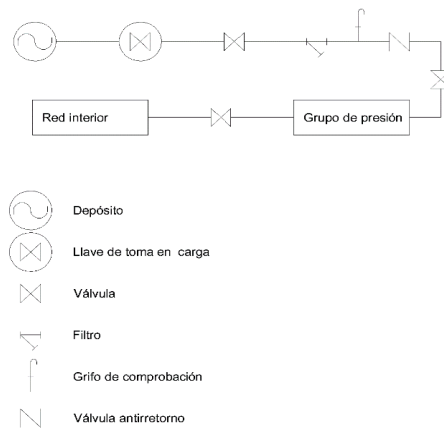 Red interior
Grupo de presión
Depósito
Llave de toma en carga
Válvula
Filtro
Grifo de comprobación
Válvula antirretorno